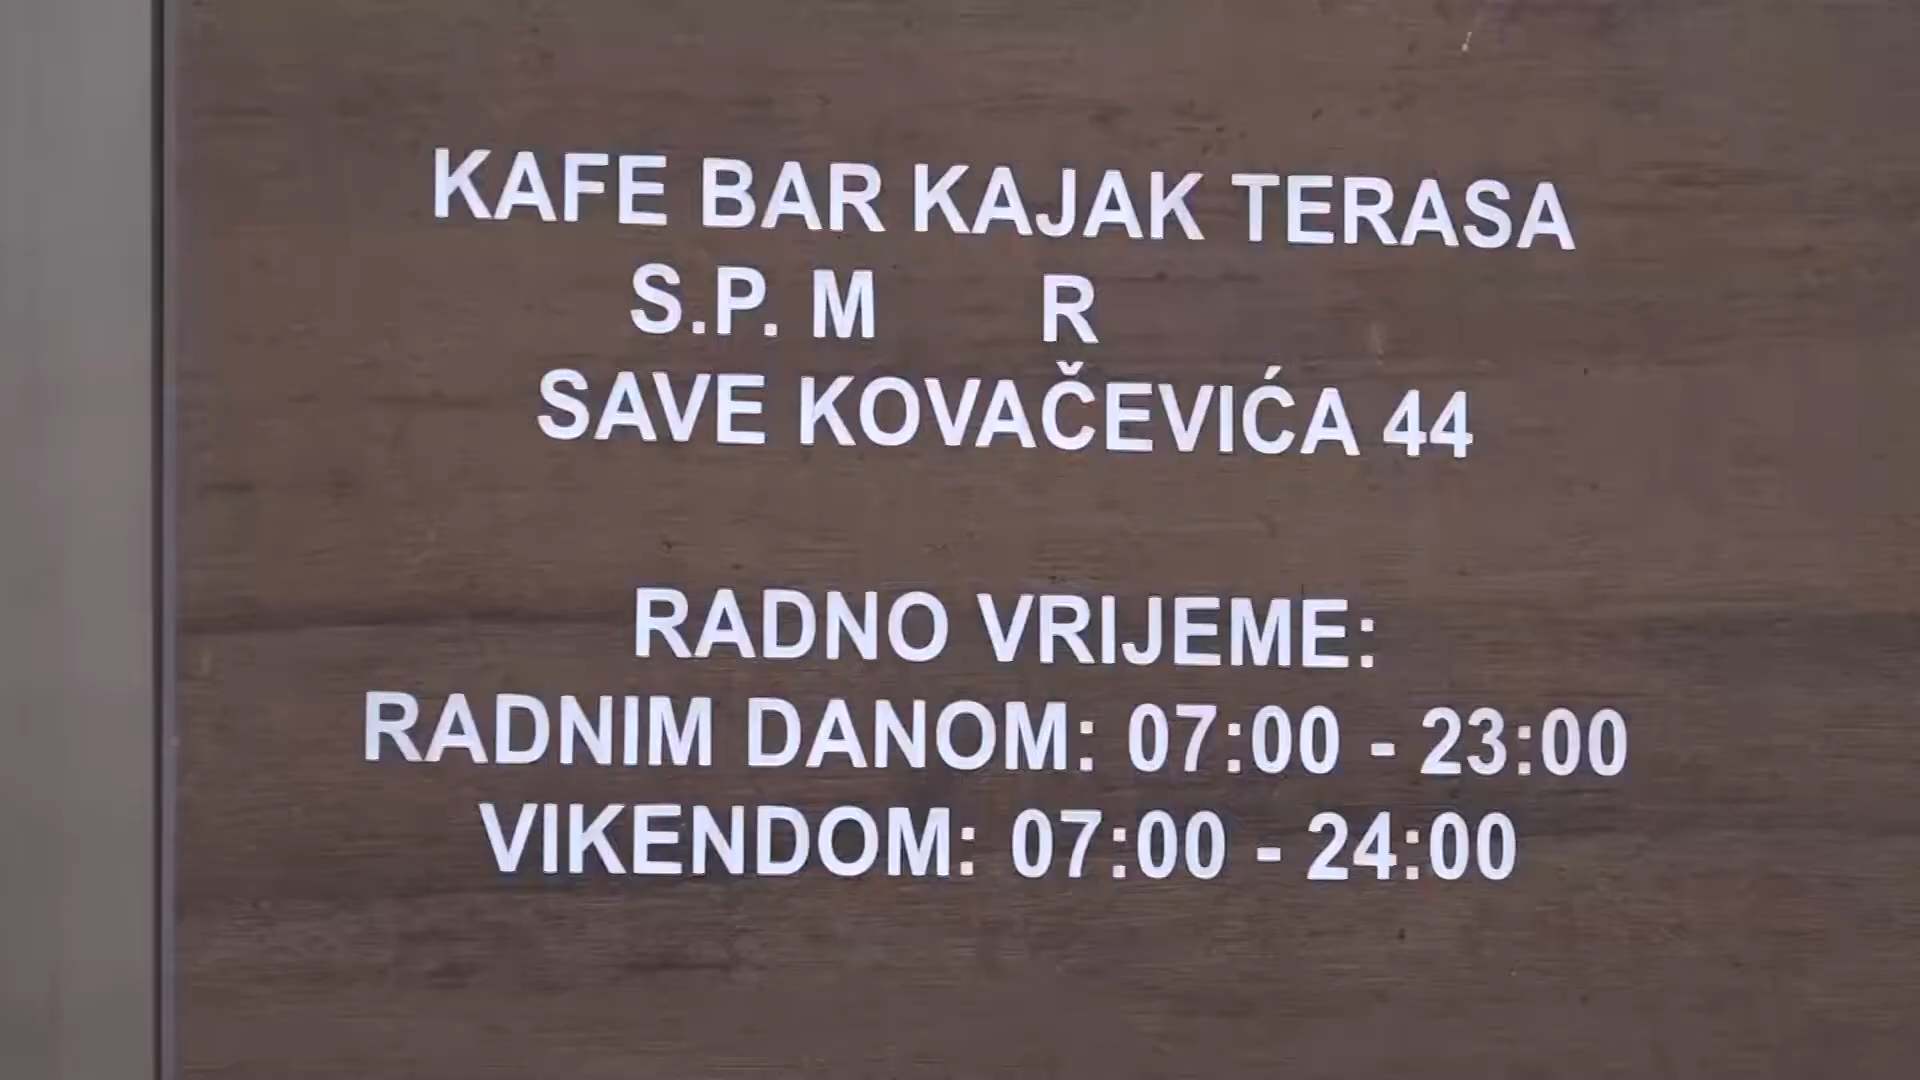 KAFE BAR KAJAK TERASA
S.P. M R
SAVE KOVAČEVIĆA 44
RADNO VRIJEME:
RADNIM DANOM: 07:00 - 23:00
VIKENDOM: 07:00 - 24:00